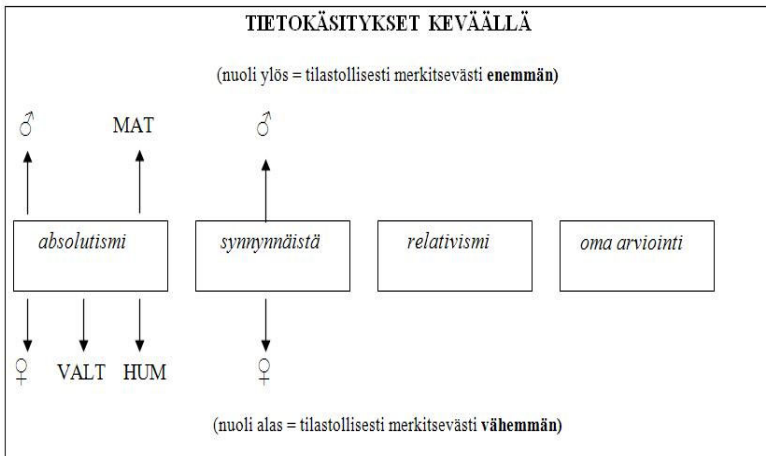 TIETOKÄSITYKSET KEVÄÄLLÄ
(nuoli ylös = tilastollisesti merkitsevästi enemmän)
♂ MAT ♂
absolutismi synnynnäistä relativismi oma arviointi
♀ VALT HUM ♀
(nuoli alas = tilastollisesti merkitsevästi vähemmän)